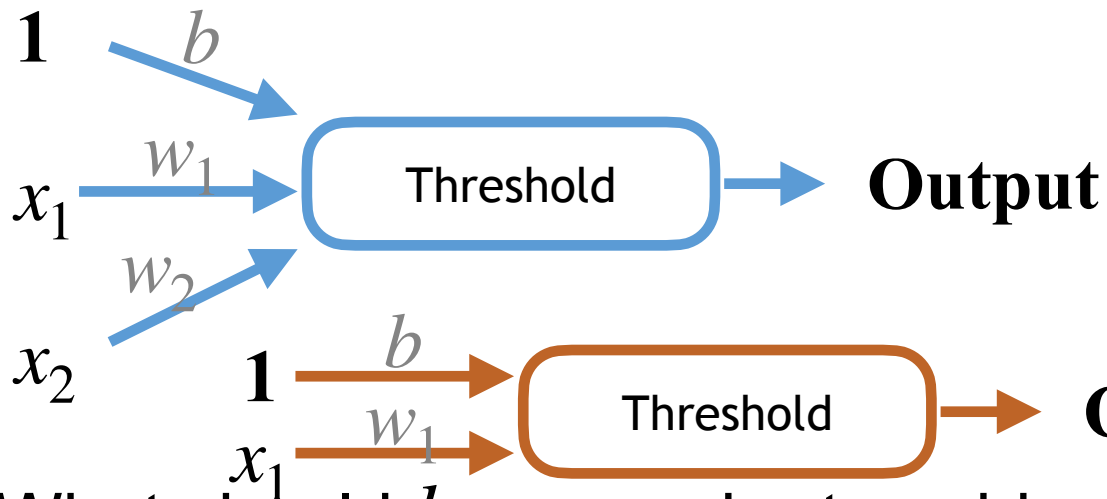 1
b
w₁
x₁
Threshold
Output
w₂
x₂
1
b
Threshold
w₁
x₁